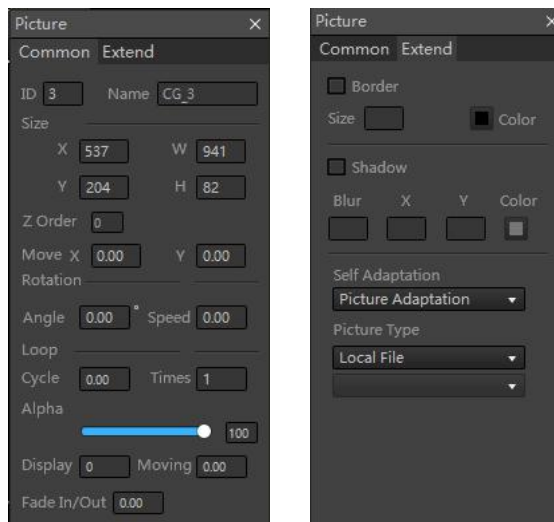 Picture ×
Common Extend
ID 3 Name CG_3
Size
X 537 W 941
Y 204 H 82
Z Order 0
Move X 0.00 Y 0.00
Rotation
Angle 0.00 ° Speed 0.00
Loop
Cycle 0.00 Times 1
Alpha
100
Display 0 Moving 0.00
Fade In/Out 0.00
Picture ×
Common Extend
Border
Size Color
Shadow
Blur X Y Color
Self Adaptation
Picture Adaptation
Picture Type
Local File